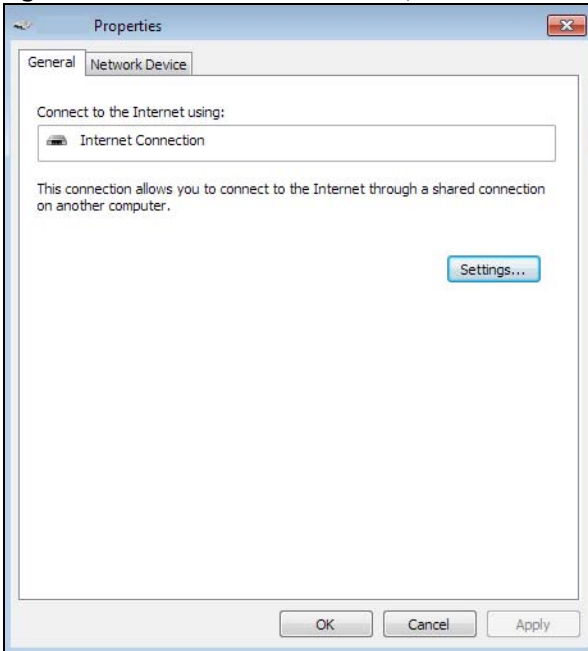 Properties
General
Network Device
Connect to the Internet using:
Internet Connection
This connection allows you to connect to the Internet through a shared connection
on another computer.
Settings...
OK
Cancel
Apply